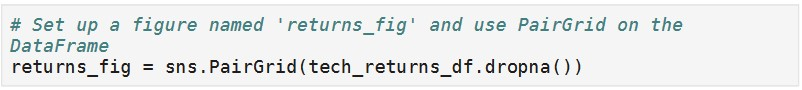 # Set up a figure named 'returns_fig' and use PairGrid on the
DataFrame
returns_fig = sns.PairGrid(tech_returns_df.dropna())